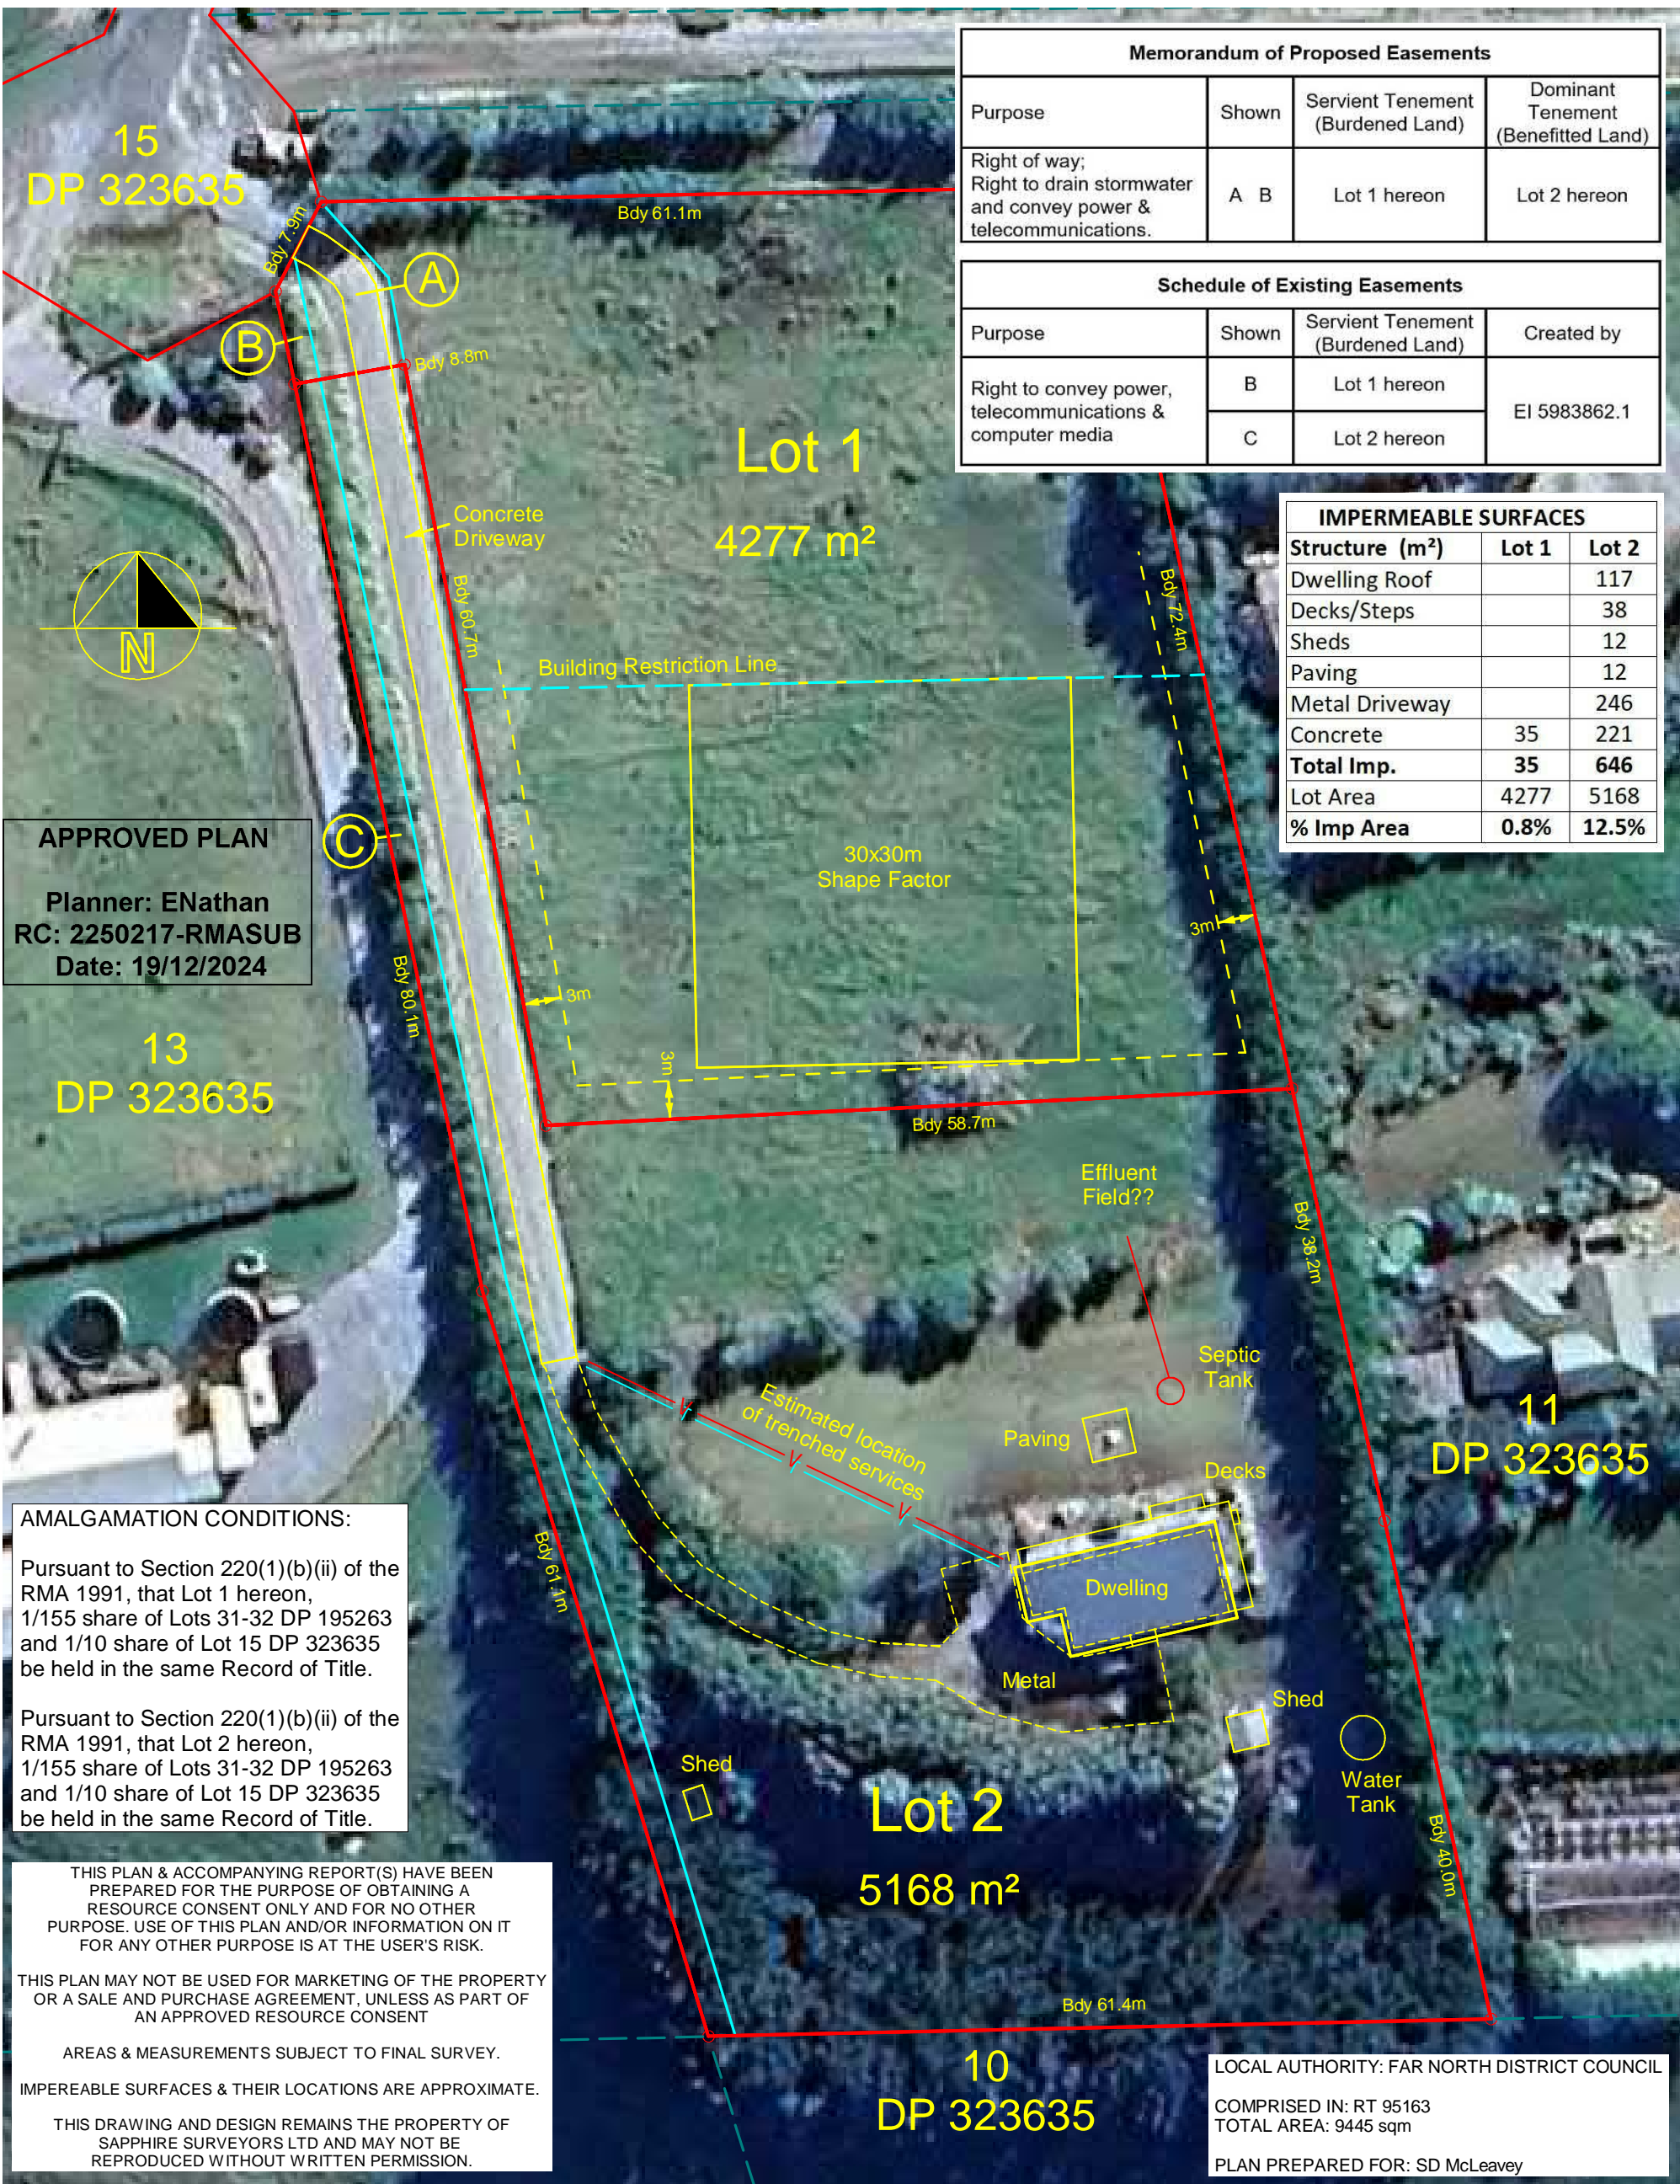 Memorandum of Proposed Easements
Purpose Shown Servient Tenement (Burdened Land) Dominant Tenement (Benefitted Land)
Right of way;
Right to drain stormwater
and convey power &
telecommunications.
A B Lot 1 hereon Lot 2 hereon
Schedule of Existing Easements
Purpose Shown Servient Tenement (Burdened Land) Created by
Right to convey power,
telecommunications &
computer media
B Lot 1 hereon
C Lot 2 hereon
EI 5983862.1
15
DP 323635
Bdy 7.9m
Bdy 61.1m
A
B
Bdy 8.8m
Lot 1
4277 m²
Concrete
Driveway
Bdy 60.7m
Bdy 72.4m
IMPERMEABLE SURFACES
Structure (m²) Lot 1 Lot 2
Dwelling Roof 117
Decks/Steps 38
Sheds 12
Paving 12
Metal Driveway 246
Concrete 35 221
Total Imp. 35 646
Lot Area 4277 5168
% Imp Area 0.8% 12.5%
N
Building Restriction Line
30x30m
Shape Factor
APPROVED PLAN
Planner: ENathan
RC: 2250217-RMASUB
Date: 19/12/2024
C
3m
3m
3m
Bdy 80.1m
13
DP 323635
Bdy 58.7m
Effluent
Field??
Bdy 38.2m
Septic
Tank
Estimated location
of trenched services
Paving
Decks
11
DP 323635
Dwelling
Metal
Shed
Shed
Water
Tank
Bdy 61.1m
Lot 2
5168 m²
Bdy 40.0m
Bdy 61.4m
10
DP 323635
V
V
V
AMALGAMATION CONDITIONS:
Pursuant to Section 220(1)(b)(ii) of the
RMA 1991, that Lot 1 hereon,
1/155 share of Lots 31-32 DP 195263
and 1/10 share of Lot 15 DP 323635
be held in the same Record of Title.
Pursuant to Section 220(1)(b)(ii) of the
RMA 1991, that Lot 2 hereon,
1/155 share of Lots 31-32 DP 195263
and 1/10 share of Lot 15 DP 323635
be held in the same Record of Title.
THIS PLAN & ACCOMPANYING REPORT(S) HAVE BEEN
PREPARED FOR THE PURPOSE OF OBTAINING A
RESOURCE CONSENT ONLY AND FOR NO OTHER
PURPOSE. USE OF THIS PLAN AND/OR INFORMATION ON IT
FOR ANY OTHER PURPOSE IS AT THE USER'S RISK.
THIS PLAN MAY NOT BE USED FOR MARKETING OF THE PROPERTY
OR A SALE AND PURCHASE AGREEMENT, UNLESS AS PART OF
AN APPROVED RESOURCE CONSENT
AREAS & MEASUREMENTS SUBJECT TO FINAL SURVEY.
IMPEREABLE SURFACES & THEIR LOCATIONS ARE APPROXIMATE.
THIS DRAWING AND DESIGN REMAINS THE PROPERTY OF
SAPPHIRE SURVEYORS LTD AND MAY NOT BE
REPRODUCED WITHOUT WRITTEN PERMISSION.
LOCAL AUTHORITY: FAR NORTH DISTRICT COUNCIL
COMPRISED IN: RT 95163
TOTAL AREA: 9445 sqm
PLAN PREPARED FOR: SD McLeavey